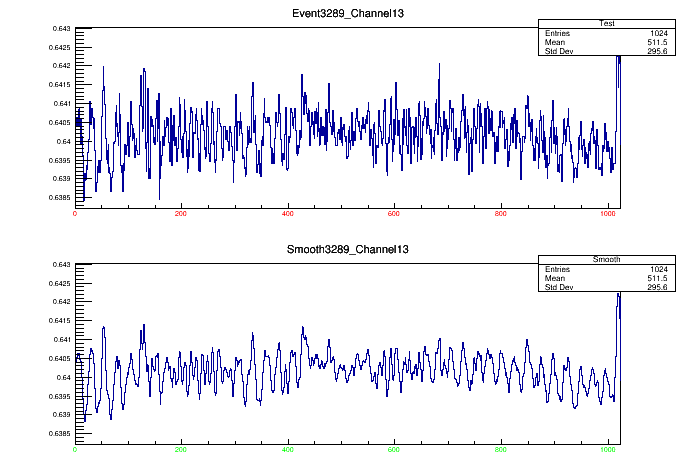 Event3289_Channel13
Test
Entries 1024
Mean 511.5
Std Dev 295.6
0.643
0.6425
0.642
0.6415
0.641
0.6405
0.64
0.6395
0.639
0.6385
0 200 400 600 800 1000
Smooth3289_Channel13
Smooth
Entries 1024
Mean 511.5
Std Dev 295.6
0.643
0.6425
0.642
0.6415
0.641
0.6405
0.64
0.6395
0.639
0.6385
0 200 400 600 800 1000